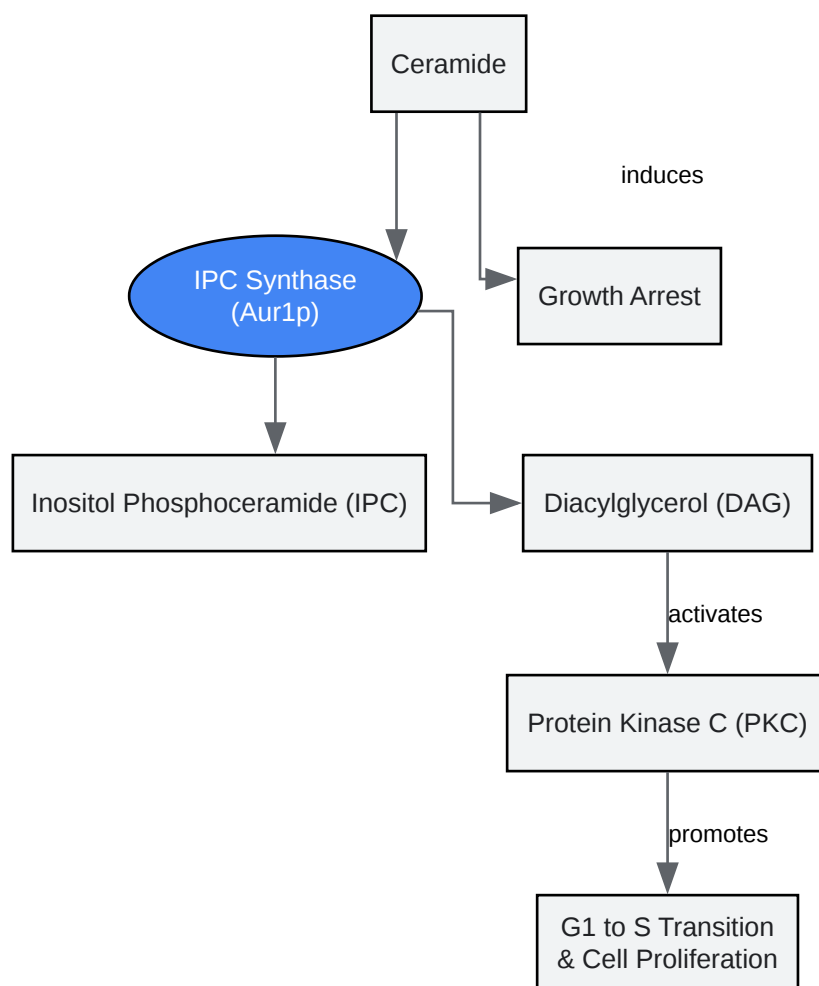 Ceramide
induces
IPC Synthase
(Aur1p)
Growth Arrest
Inositol Phosphoceramide (IPC)
Diacylglycerol (DAG)
activates
Protein Kinase C (PKC)
promotes
G1 to S Transition
& Cell Proliferation